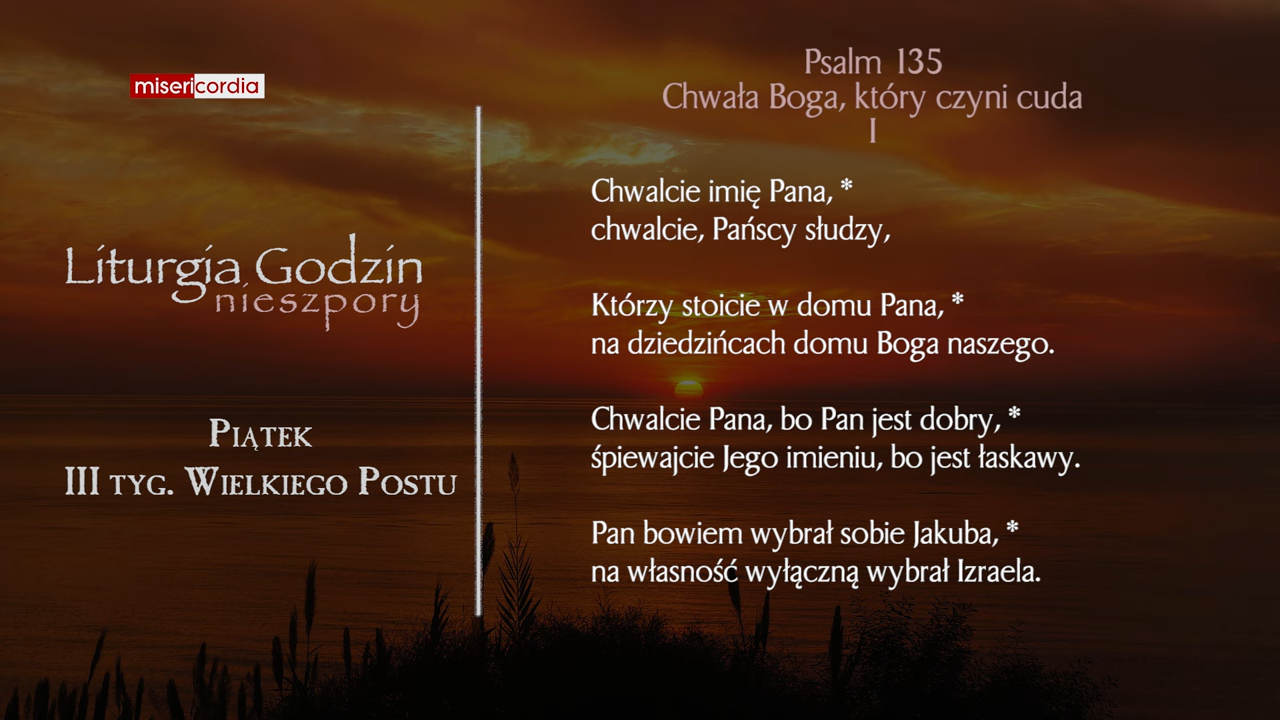 misericordia
Liturgia Godzin
nieszpory
Piątek
III tyg. Wielkiego Postu
Psalm 135
Chwała Boga, który czyni cuda
I
Chwalcie imię Pana, *
chwalcie, Pańscy słudzy,
Którzy stoicie w domu Pana, *
na dziedzińcach domu Boga naszego.
Chwalcie Pana, bo Pan jest dobry, *
śpiewajcie Jego imieniu, bo jest łaskawy.
Pan bowiem wybrał sobie Jakuba, *
na własność wyłączną wybrał Izraela.